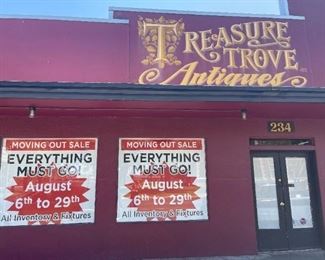 TREASURE
TROVE
Antiques
234
MOVING OUT SALE
EVERYTHING
MUST GO!
August
6th to 29th
All Inventory & Fixtures
MOVING OUT SALE
EVERYTHING
MUST GO!
August
6th to 29th
All Inventory & Fixtures